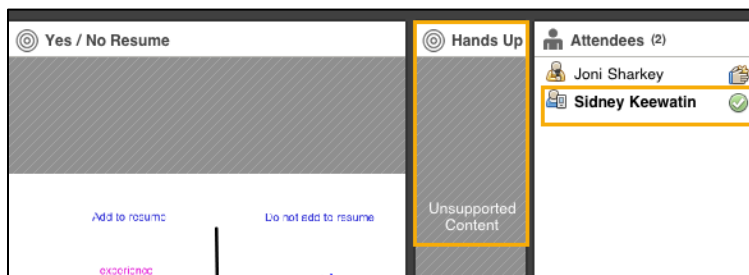 Yes / No Resume
Hands Up
Attendees (2)
Joni Sharkey
Sidney Keewatin
Unsupported
Content
Add to resume
Do not add to resume
experience